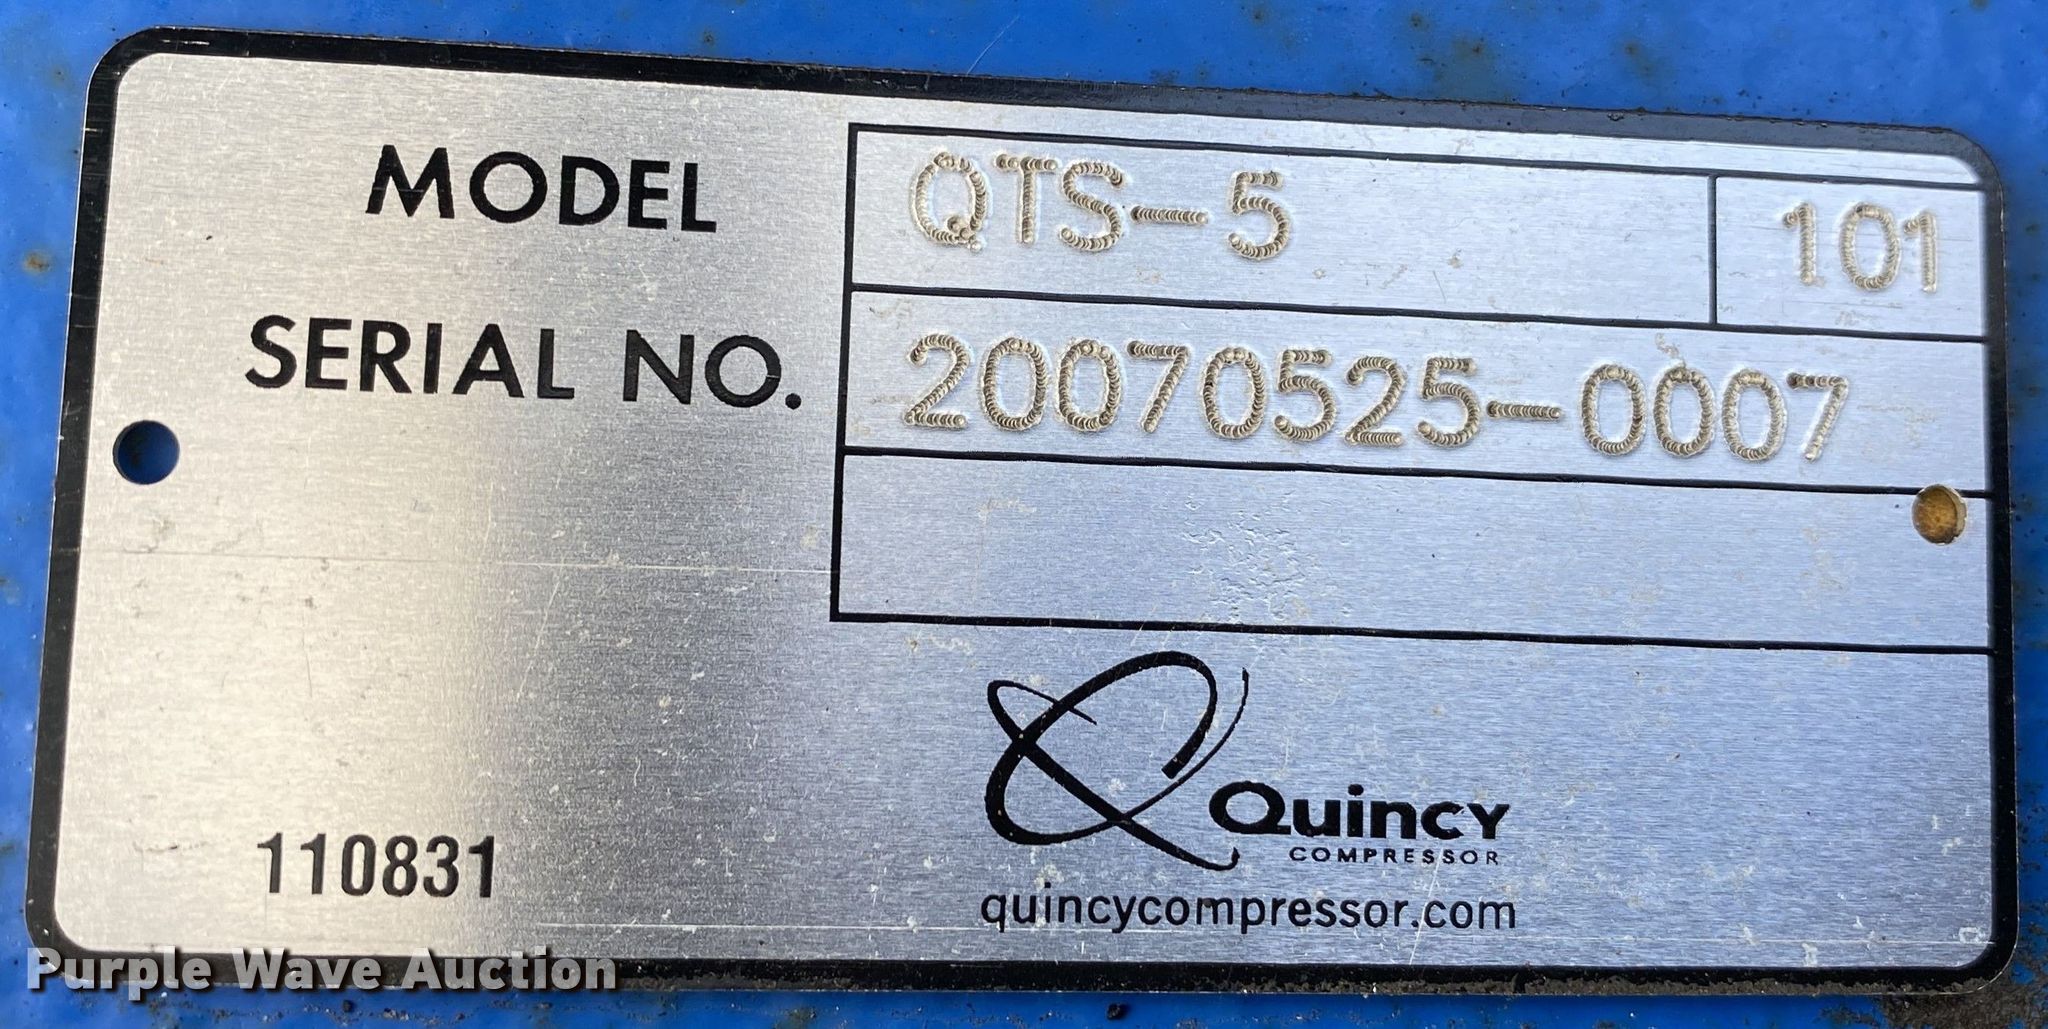 MODEL QTS-5 101
SERIAL NO. 20070525-0007
Quincy
COMPRESSOR
110831
quincycompressor.com
Purple Wave Auction